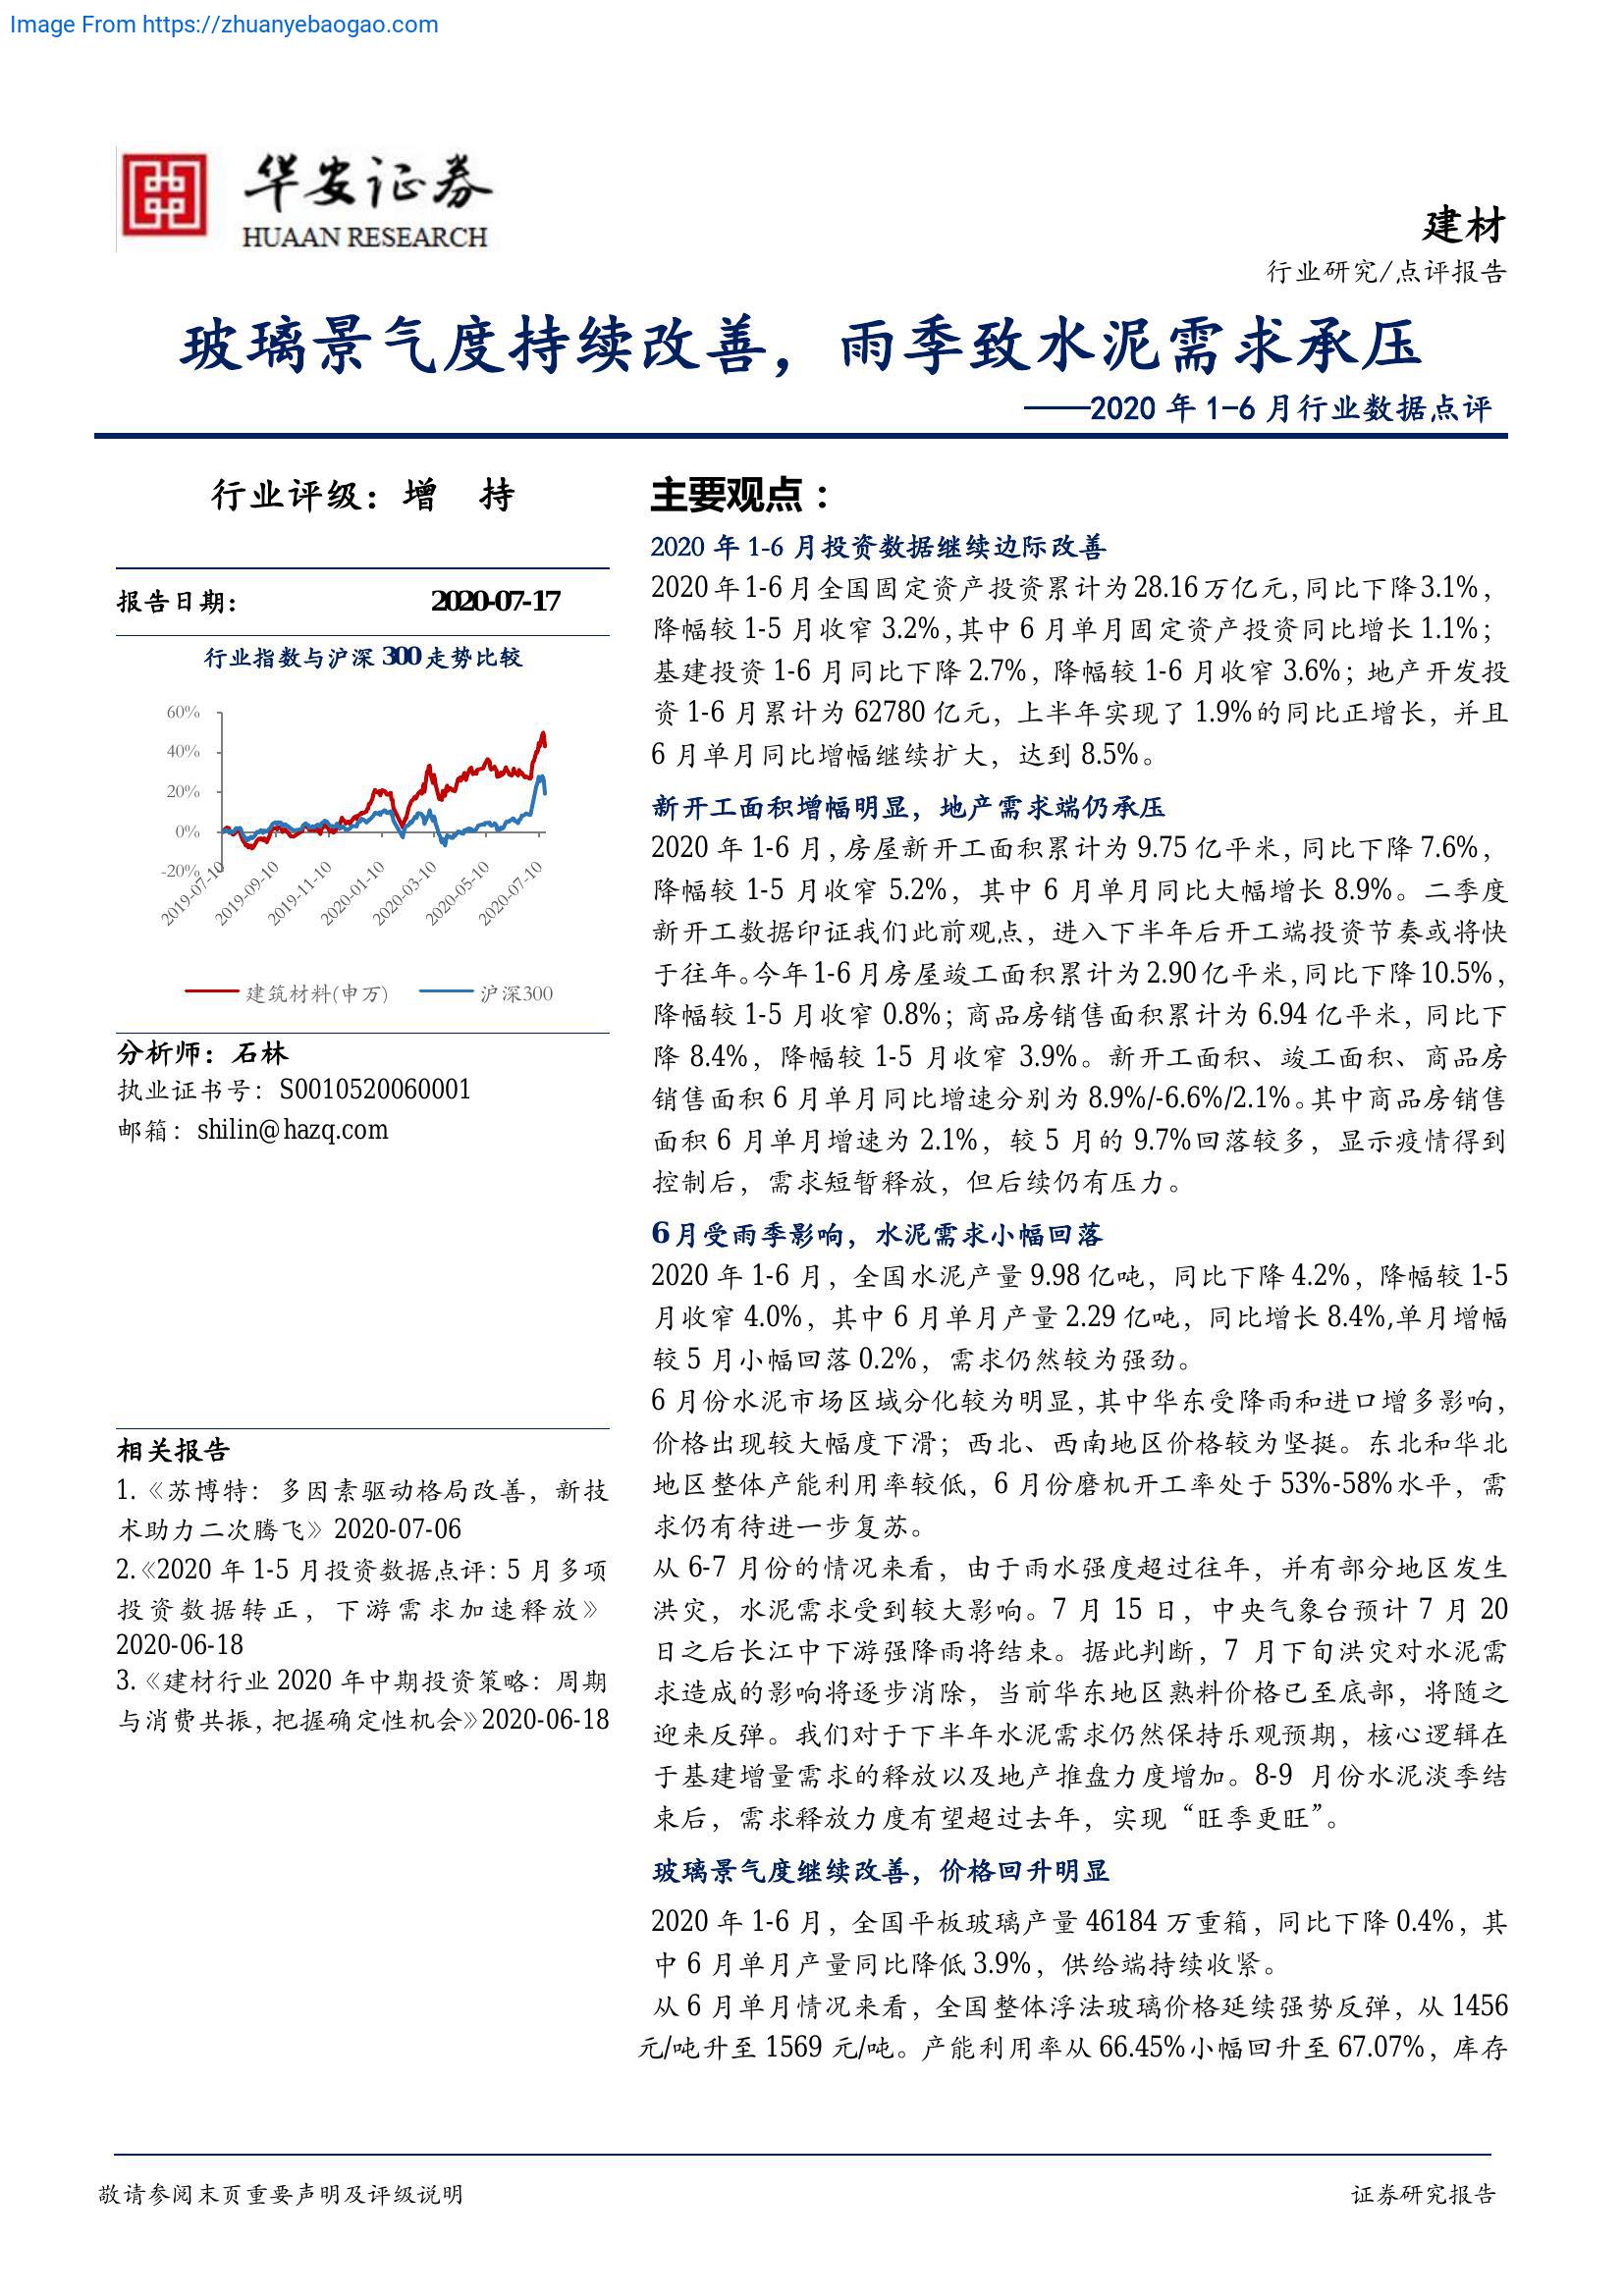 Image From https://zhuanyebaogao.com
华安证券
HUAAN RESEARCH
建材
行业研究/点评报告
玻璃景气度持续改善，雨季致水泥需求承压
——2020 年 1-6 月行业数据点评
行业评级：增 持
报告日期： 2020-07-17
行业指数与沪深 300 走势比较
60%
40%
20%
0%
-20%
2019-07-10
2019-09-10
2019-11-10
2020-01-10
2020-03-10
2020-05-10
2020-07-10
建筑材料(申万) 沪深300
分析师：石林
执业证书号：S0010520060001
邮箱：shilin@hazq.com
相关报告
1.《苏博特：多因素驱动格局改善，新技
术助力二次腾飞》2020-07-06
2.《2020 年 1-5 月投资数据点评：5 月多项
投资数据转正，下游需求加速释放》
2020-06-18
3.《建材行业 2020 年中期投资策略：周期
与消费共振，把握确定性机会》2020-06-18
主要观点：
2020 年 1-6 月投资数据继续边际改善
2020 年 1-6 月全国固定资产投资累计为 28.16 万亿元，同比下降 3.1%，
降幅较 1-5 月收窄 3.2%，其中 6 月单月固定资产投资同比增长 1.1%；
基建投资 1-6 月同比下降 2.7%，降幅较 1-6 月收窄 3.6%；地产开发投
资 1-6 月累计为 62780 亿元，上半年实现了 1.9%的同比正增长，并且
6 月单月同比增幅继续扩大，达到 8.5%。
新开工面积增幅明显，地产需求端仍承压
2020 年 1-6 月，房屋新开工面积累计为 9.75 亿平米，同比下降 7.6%，
降幅较 1-5 月收窄 5.2%，其中 6 月单月同比大幅增长 8.9%。二季度
新开工数据印证我们此前观点，进入下半年后开工端投资节奏或将快
于往年。今年 1-6 月房屋竣工面积累计为 2.90 亿平米，同比下降 10.5%，
降幅较 1-5 月收窄 0.8%；商品房销售面积累计为 6.94 亿平米，同比下
降 8.4%，降幅较 1-5 月收窄 3.9%。新开工面积、竣工面积、商品房
销售面积 6 月单月同比增速分别为 8.9%/-6.6%/2.1%。其中商品房销售
面积 6 月单月增速为 2.1%，较 5 月的 9.7%回落较多，显示疫情得到
控制后，需求短暂释放，但后续仍有压力。
6 月受雨季影响，水泥需求小幅回落
2020 年 1-6 月，全国水泥产量 9.98 亿吨，同比下降 4.2%，降幅较 1-5
月收窄 4.0%，其中 6 月单月产量 2.29 亿吨，同比增长 8.4%,单月增幅
较 5 月小幅回落 0.2%，需求仍然较为强劲。
6 月份水泥市场区域分化较为明显，其中华东受降雨和进口增多影响，
价格出现较大幅度下滑；西北、西南地区价格较为坚挺。东北和华北
地区整体产能利用率较低，6 月份磨机开工率处于 53%-58%水平，需
求仍有待进一步复苏。
从 6-7 月份的情况来看，由于雨水强度超过往年，并有部分地区发生
洪灾，水泥需求受到较大影响。7 月 15 日，中央气象台预计 7 月 20
日之后长江中下游强降雨将结束。据此判断，7 月下旬洪灾对水泥需
求造成的影响将逐步消除，当前华东地区熟料价格已至底部，将随之
迎来反弹。我们对于下半年水泥需求仍然保持乐观预期，核心逻辑在
于基建增量需求的释放以及地产推盘力度增加。8-9 月份水泥淡季结
束后，需求释放力度有望超过去年，实现“旺季更旺”。
玻璃景气度继续改善，价格回升明显
2020 年 1-6 月，全国平板玻璃产量 46184 万重箱，同比下降 0.4%，其
中 6 月单月产量同比降低 3.9%，供给端持续收紧。
从 6 月单月情况来看，全国整体浮法玻璃价格延续强势反弹，从 1456
元/吨升至 1569 元/吨。产能利用率从 66.45%小幅回升至 67.07%，库存
敬请参阅末页重要声明及评级说明 证券研究报告